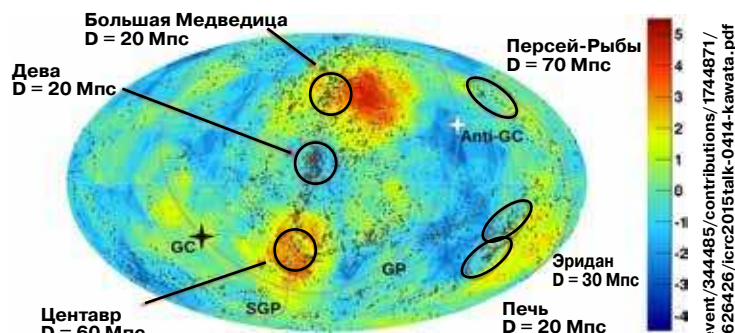 Большая Медведица
D = 20 Мпс
Дева
D = 20 Мпс
Персей-Рыбы
D = 70 Мпс
Anti-GC
GC
GP
SGP
Эридан
D = 30 Мпс
Печь
D = 20 Мпс
Центавр
D = 60 Мпс
5
4
3
2
1
0
-1
-2
-3
-4
event/344485/contributions/1744871/
626426/icrc2015talk-0414-kawata.pdf